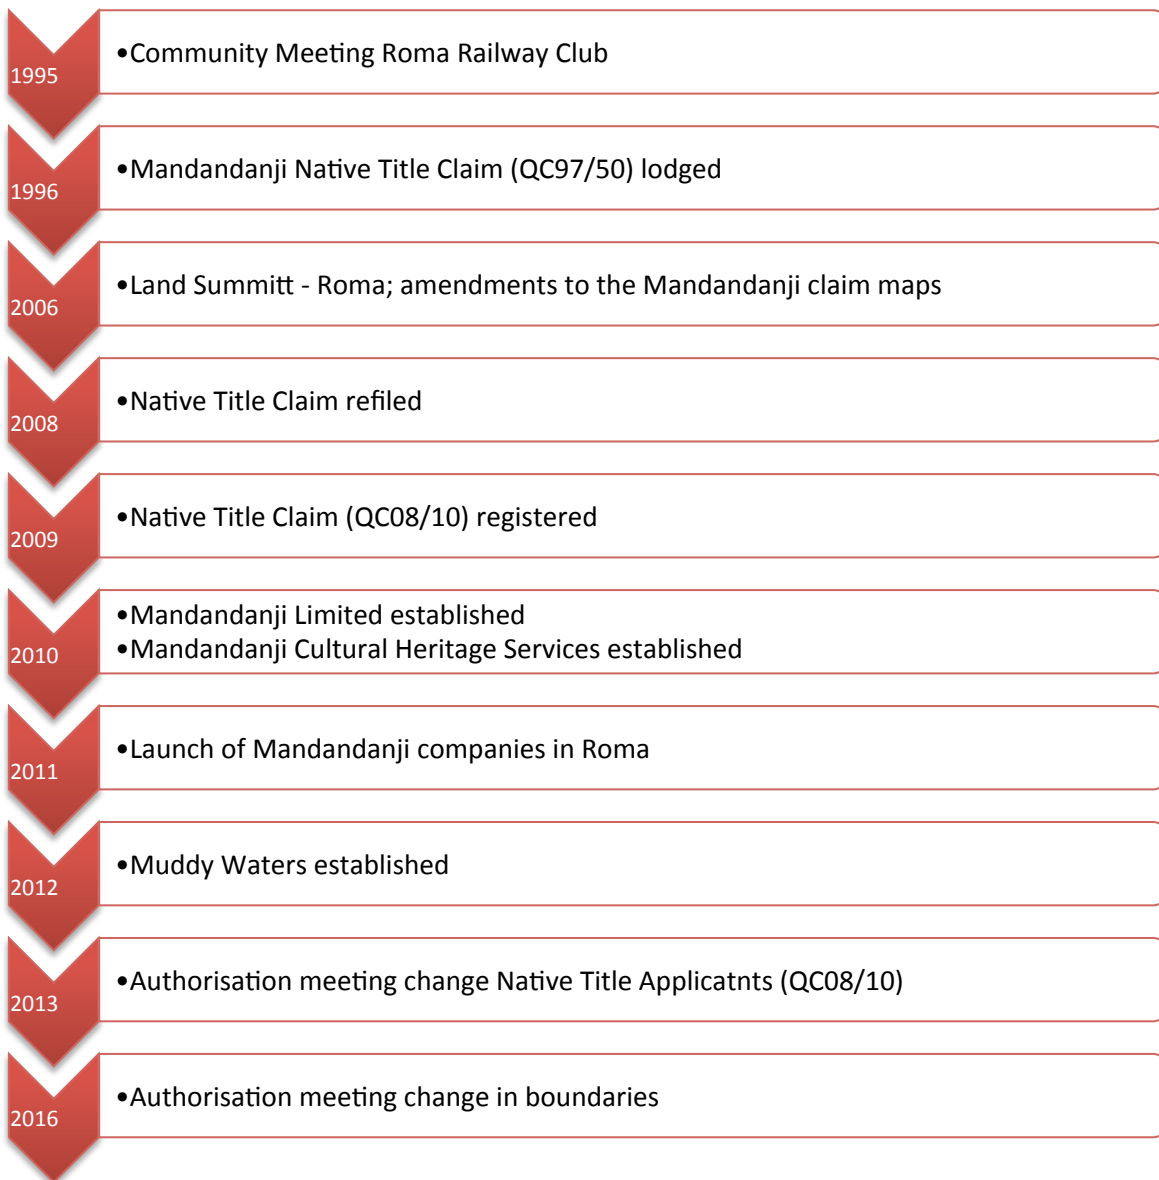 1995
•Community Meeting Roma Railway Club
1996
•Mandandanji Native Title Claim (QC97/50) lodged
2006
•Land Summitt - Roma; amendments to the Mandandanji claim maps
2008
•Native Title Claim refiled
2009
•Native Title Claim (QC08/10) registered
2010
•Mandandanji Limited established
•Mandandanji Cultural Heritage Services established
2011
•Launch of Mandandanji companies in Roma
2012
•Muddy Waters established
2013
•Authorisation meeting change Native Title Applicatnts (QC08/10)
2016
•Authorisation meeting change in boundaries